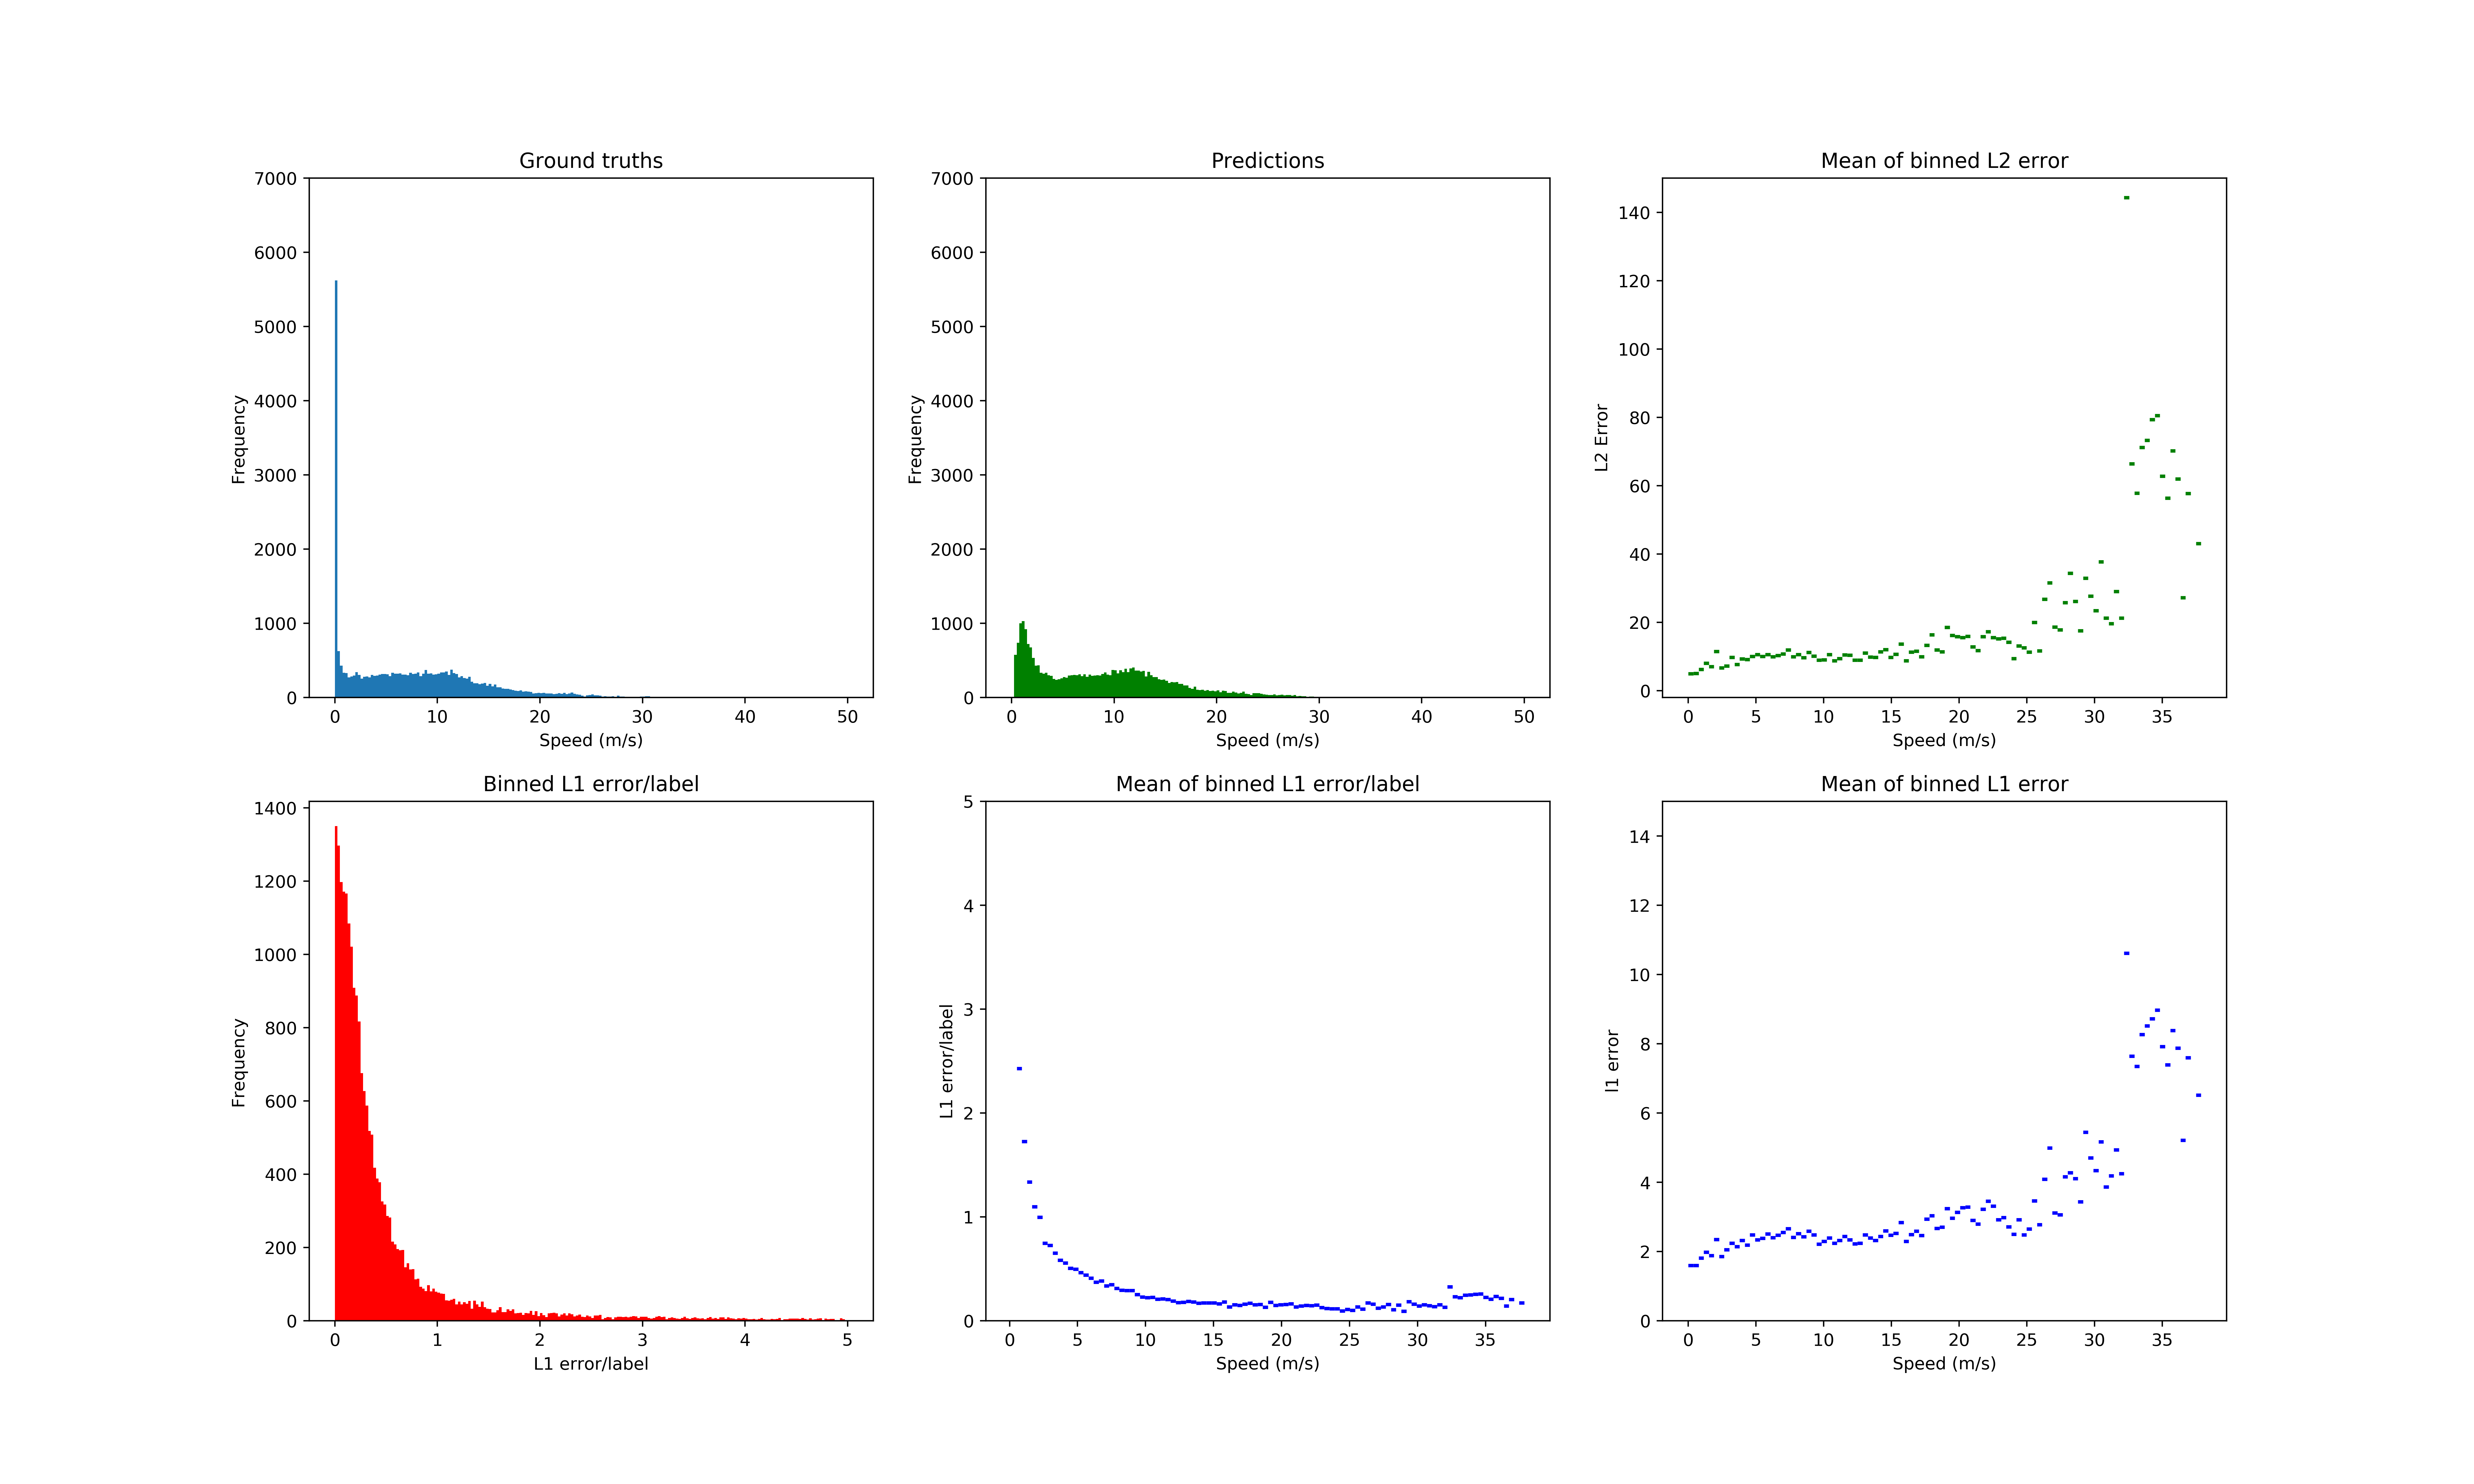 Ground truths
7000
6000
5000
4000
3000
2000
1000
0
Frequency
0 10 20 30 40 50
Speed (m/s)
Predictions
7000
6000
5000
4000
3000
2000
1000
0
Frequency
0 10 20 30 40 50
Speed (m/s)
Mean of binned L2 error
140
120
100
80
60
40
20
0
L2 Error
0 5 10 15 20 25 30 35
Speed (m/s)
Binned L1 error/label
1400
1200
1000
800
600
400
200
0
Frequency
0 1 2 3 4 5
L1 error/label
Mean of binned L1 error/label
5
4
3
2
1
0
L1 error/label
0 5 10 15 20 25 30 35
Speed (m/s)
Mean of binned L1 error
14
12
10
8
6
4
2
0
l1 error
0 5 10 15 20 25 30 35
Speed (m/s)